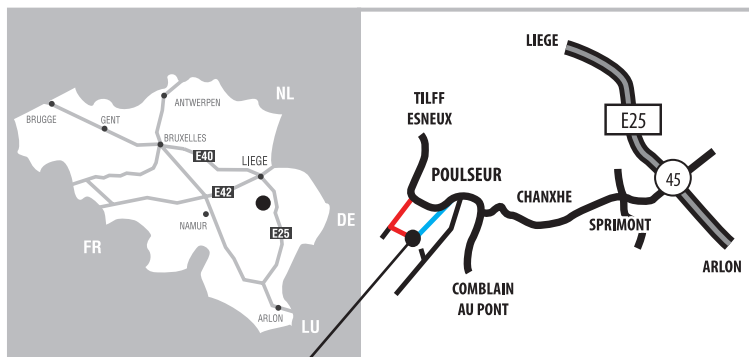 NL
ANTWERPEN
BRUGGE
GENT
BRUXELLES
E40
LIEGE
E42
DE
NAMUR
E25
FR
ARLON
LU
LIEGE
TILFF
ESNEUX
E25
POULSEUR
CHANXHE
45
SPRIMONT
COMBLAIN
AU PONT
ARLON